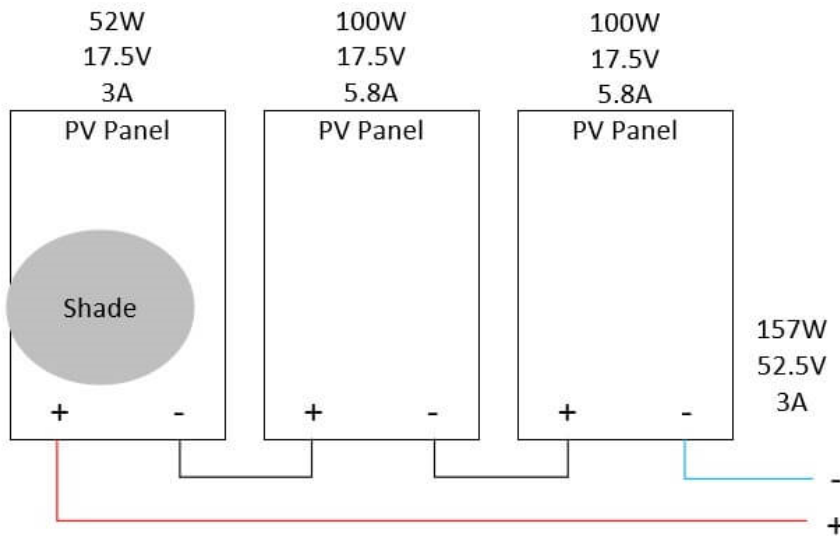 52W
17.5V
3A
PV Panel
Shade
+ -
100W
17.5V
5.8A
PV Panel
+ -
100W
17.5V
5.8A
PV Panel
+ -
157W
52.5V
3A
-
+